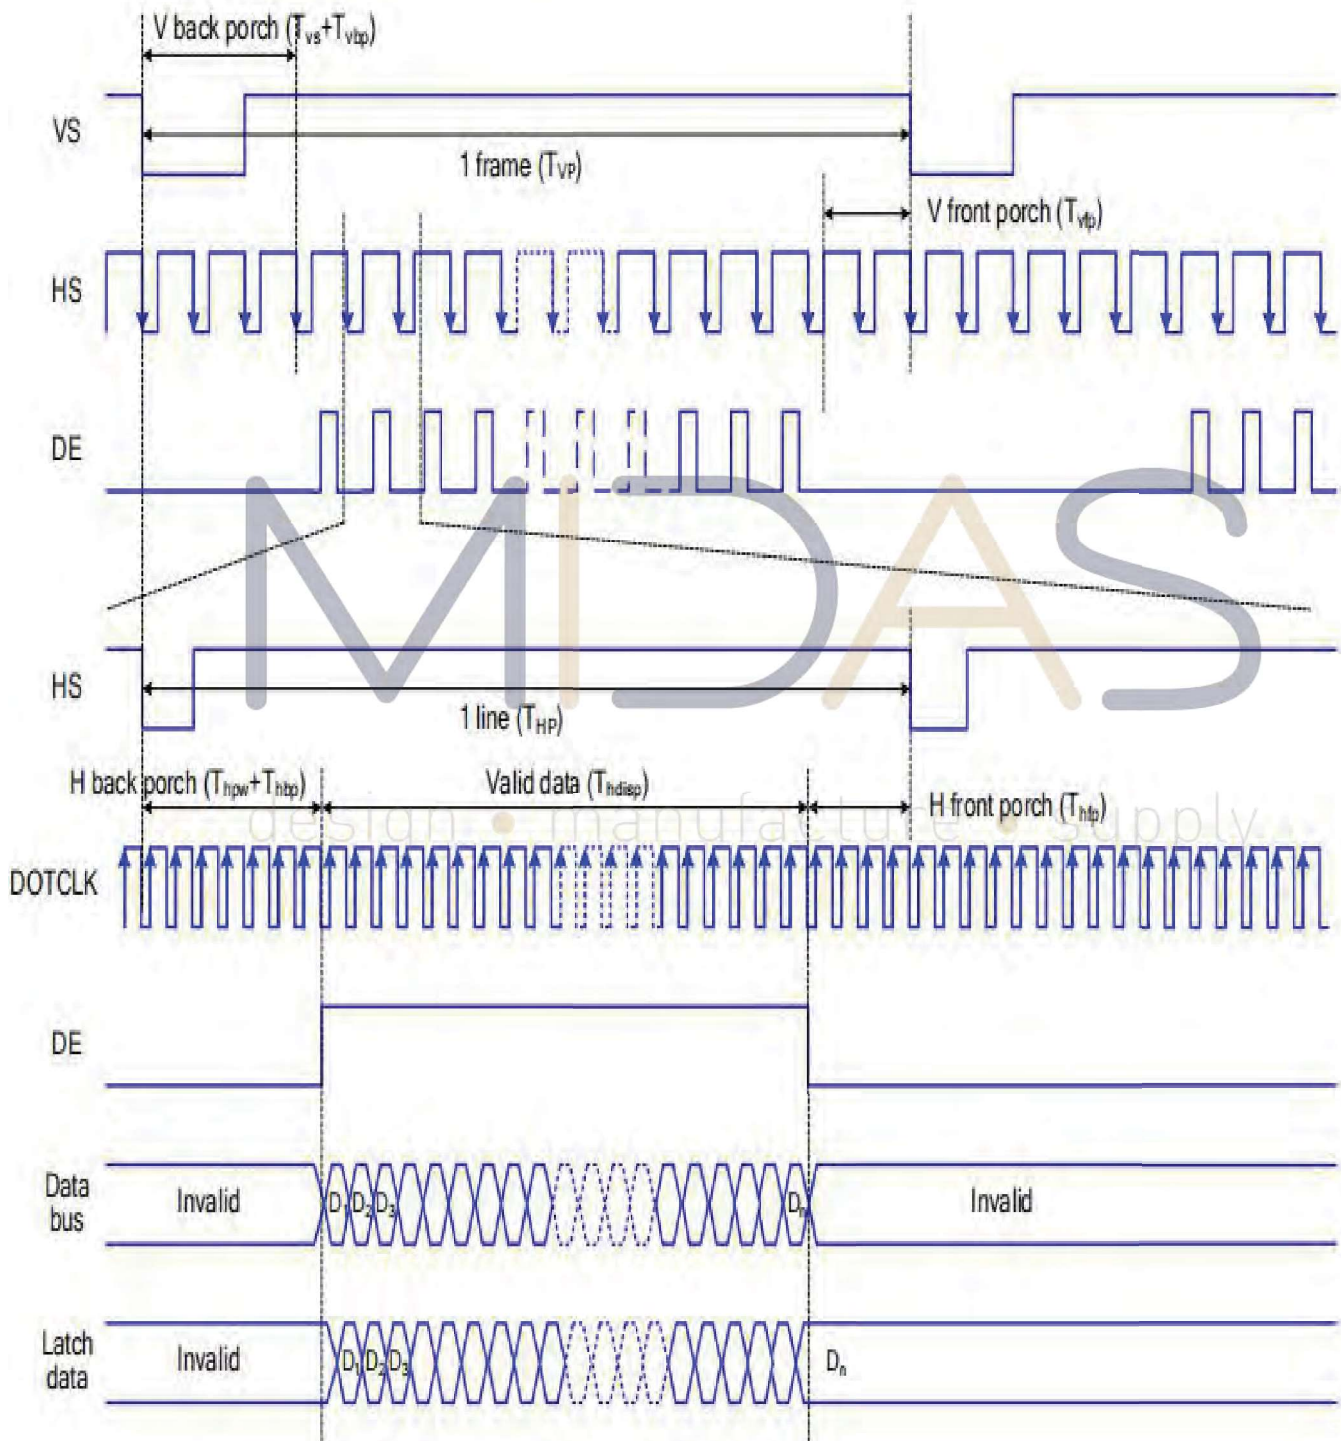 V back porch (Tvs+Tvbp)
VS
1 frame (TVP)
V front porch (Tvfp)
HS
DE
MIDAS
HS
1 line (THP)
H back porch (Thpw+Thbp)
Valid data (Thdisp)
H front porch (Thfp)
design • manufacture • supply
DOTCLK
DE
Data
bus
Invalid
D1 D2 D3
Dn
Invalid
Latch
data
Invalid
D1 D2 D3
Dn